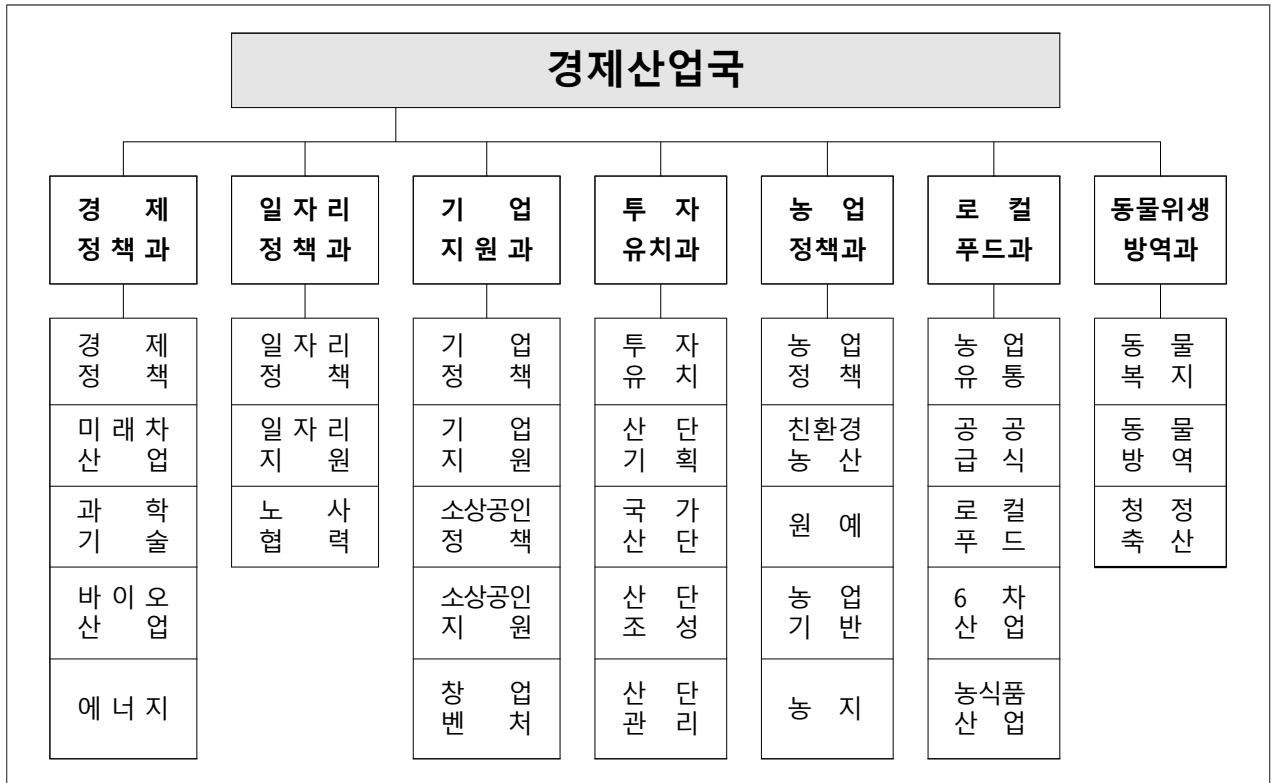 경제산업국
경 제
정 책 과
일 자 리
정 책 과
기 업
지 원 과
투 자
유치과
농 업
정책과
로 컬
푸드과
동물위생
방역과
경 제
정 책
미 래 차
산 업
과 학
기 술
바 이 오
산 업
에 너 지
일 자 리
정 책
일 자 리
지 원
노 사
협 력
기 업
정 책
기 업
지 원
소상공인
정 책
소상공인
지 원
창 업
벤 처
투 자
유 치
산 단
기 획
국 가
산 단
산 단
조 성
산 단
관 리
농 업
정 책
친환경
농 산
원 예
농 업
기 반
농 지
농 업
유 통
공 공
급 식
로 컬
푸 드
6 차
산 업
농식품
산 업
동 물
복 지
동 물
방 역
청 정
축 산